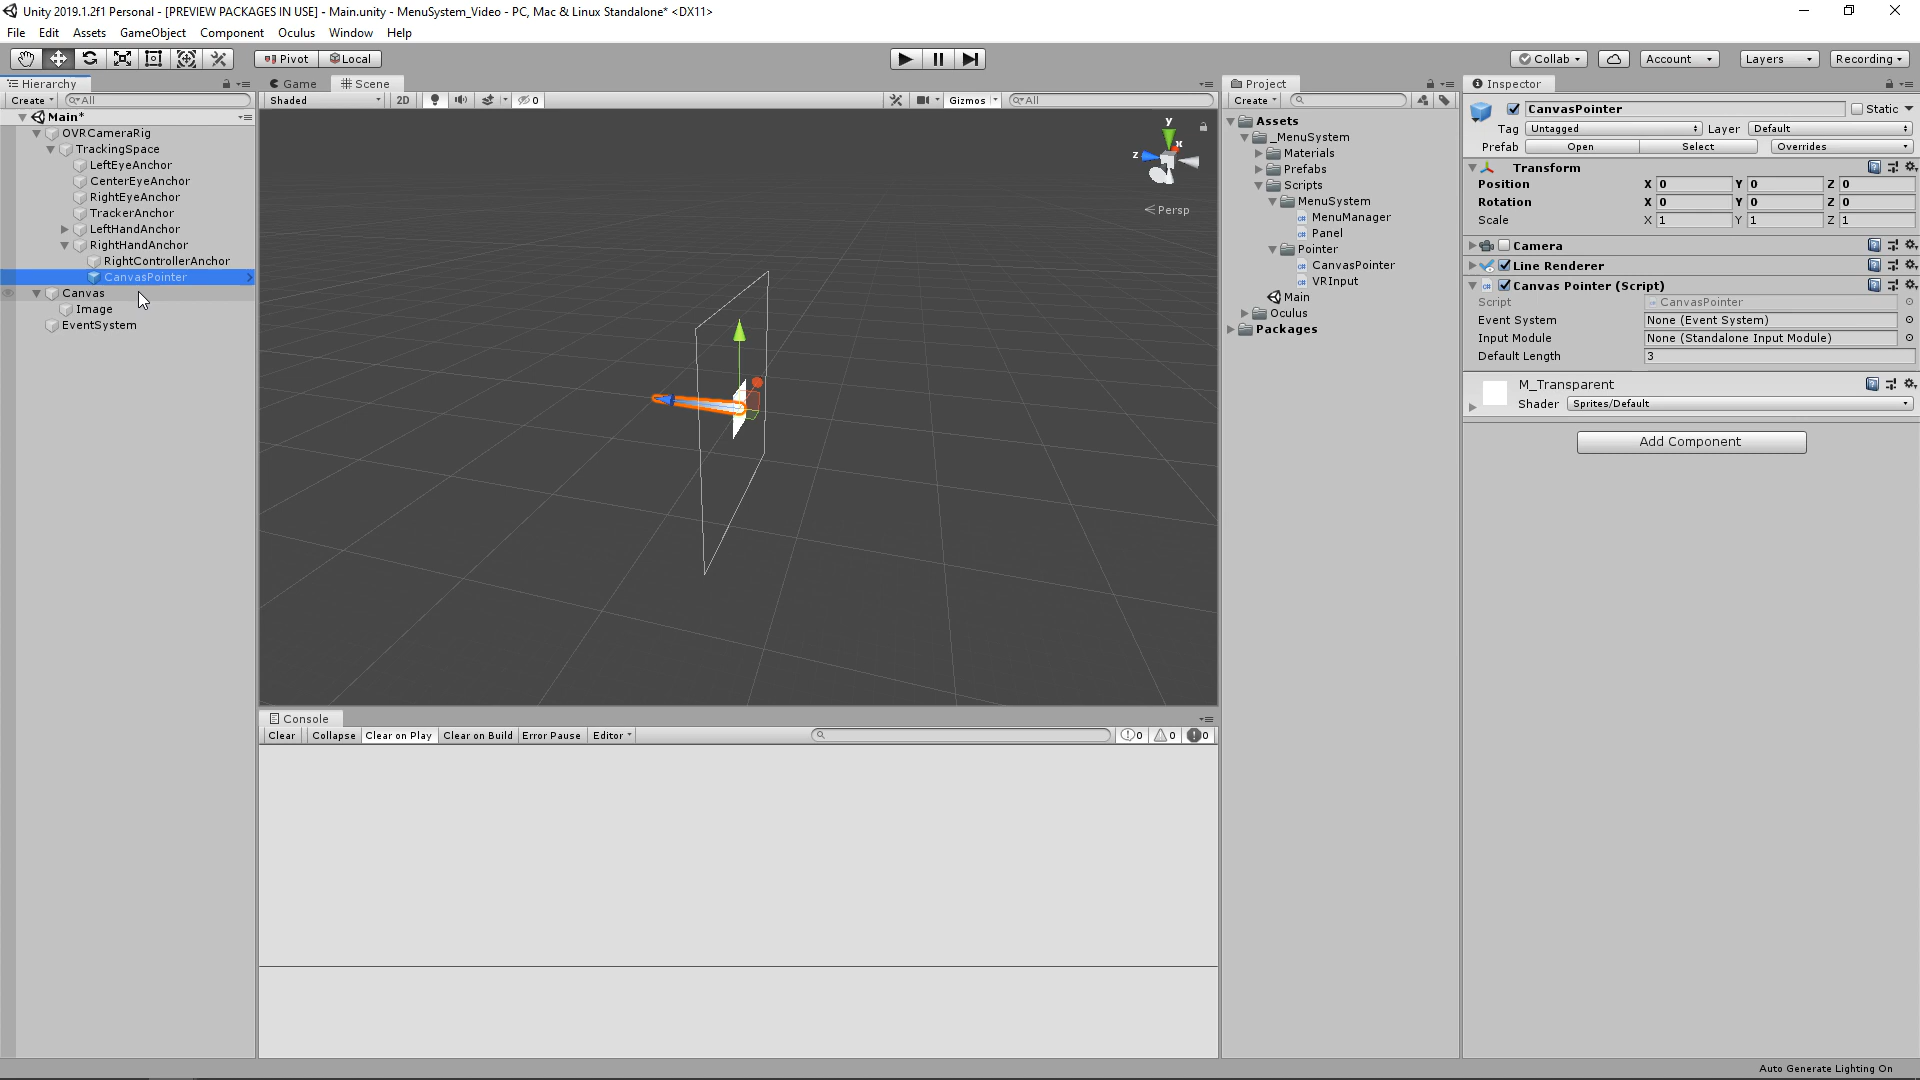 Unity 2019.1.2f1 Personal - [PREVIEW PACKAGES IN USE] - Main.unity - MenuSystem_Video - PC, Mac & Linux Standalone* <DX11>
File Edit Assets GameObject Component Oculus Window Help
Pivot Local Collab Account Layers Recording
Hierarchy
Create All
Main*
OVRCameraRig
TrackingSpace
LeftEyeAnchor
CenterEyeAnchor
RightEyeAnchor
TrackerAnchor
LeftHandAnchor
RightHandAnchor
RightControllerAnchor
CanvasPointer
Canvas
Image
EventSystem
Game Scene
Shaded 2D 0 Gizmos All
y
x
z
Persp
Console
Clear Collapse Clear on Play Clear on Build Error Pause Editor 0 0 0
Project
Create
Assets
_MenuSystem
Materials
Prefabs
Scripts
MenuSystem
MenuManager
Panel
Pointer
CanvasPointer
VRInput
Main
Oculus
Packages
Inspector
CanvasPointer Static
Tag Untagged Layer Default
Prefab Open Select Overrides
Transform
Position X 0 Y 0 Z 0
Rotation X 0 Y 0 Z 0
Scale X 1 Y 1 Z 1
Camera
Line Renderer
Canvas Pointer (Script)
Script CanvasPointer
Event System None (Event System)
Input Module None (Standalone Input Module)
Default Length 3
M_Transparent
Shader Sprites/Default
Add Component
Auto Generate Lighting On